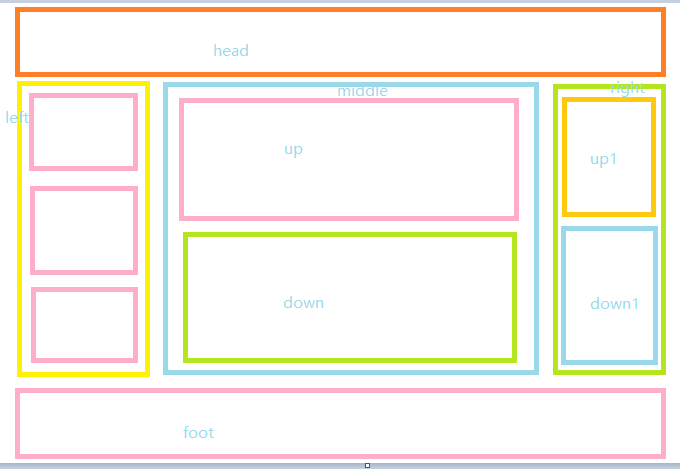 head
left
middle
right
up
up1
down
down1
foot